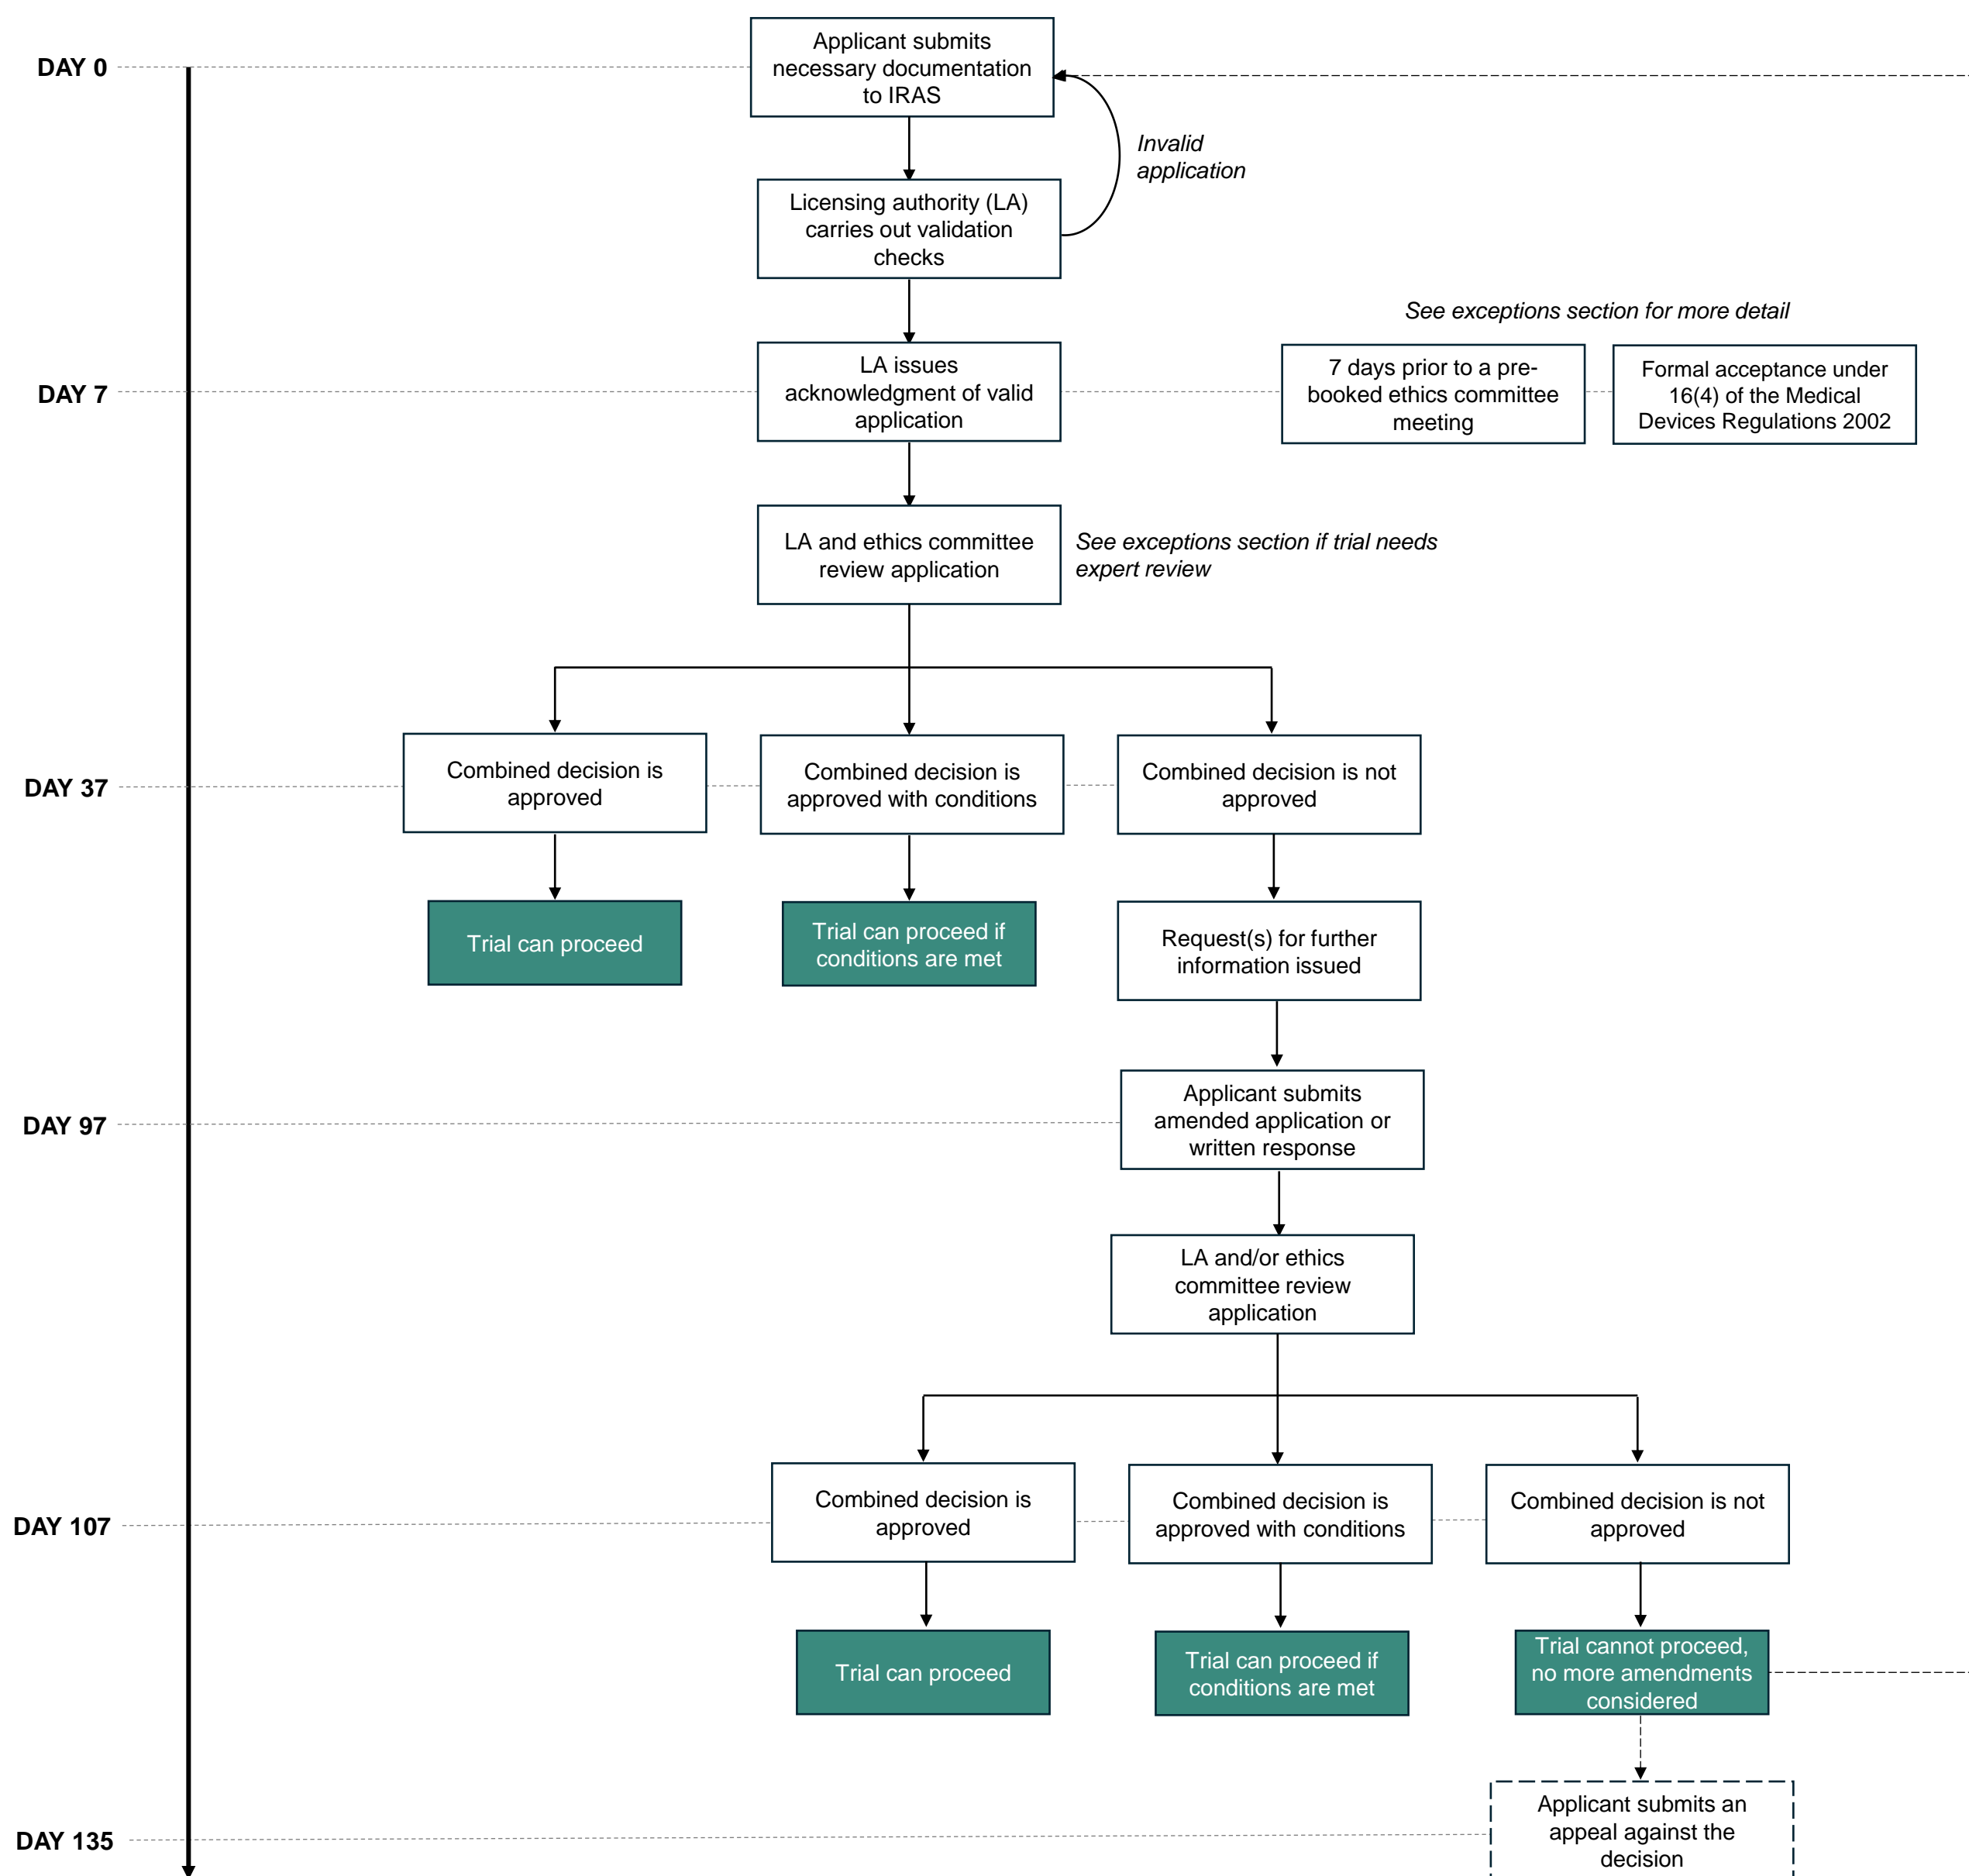 DAY 0
Applicant submits
necessary documentation
to IRAS
Invalid
application
Licensing authority (LA)
carries out validation
checks
See exceptions section for more detail
DAY 7
LA issues
acknowledgment of valid
application
7 days prior to a pre-
booked ethics committee
meeting
Formal acceptance under
16(4) of the Medical
Devices Regulations 2002
LA and ethics committee
review application
See exceptions section if trial needs
expert review
DAY 37
Combined decision is
approved
Combined decision is
approved with conditions
Combined decision is not
approved
Trial can proceed
Trial can proceed if
conditions are met
Request(s) for further
information issued
DAY 97
Applicant submits
amended application or
written response
LA and/or ethics
committee review
application
DAY 107
Combined decision is
approved
Combined decision is
approved with conditions
Combined decision is not
approved
Trial can proceed
Trial can proceed if
conditions are met
Trial cannot proceed,
no more amendments
considered
DAY 135
Applicant submits an
appeal against the
decision